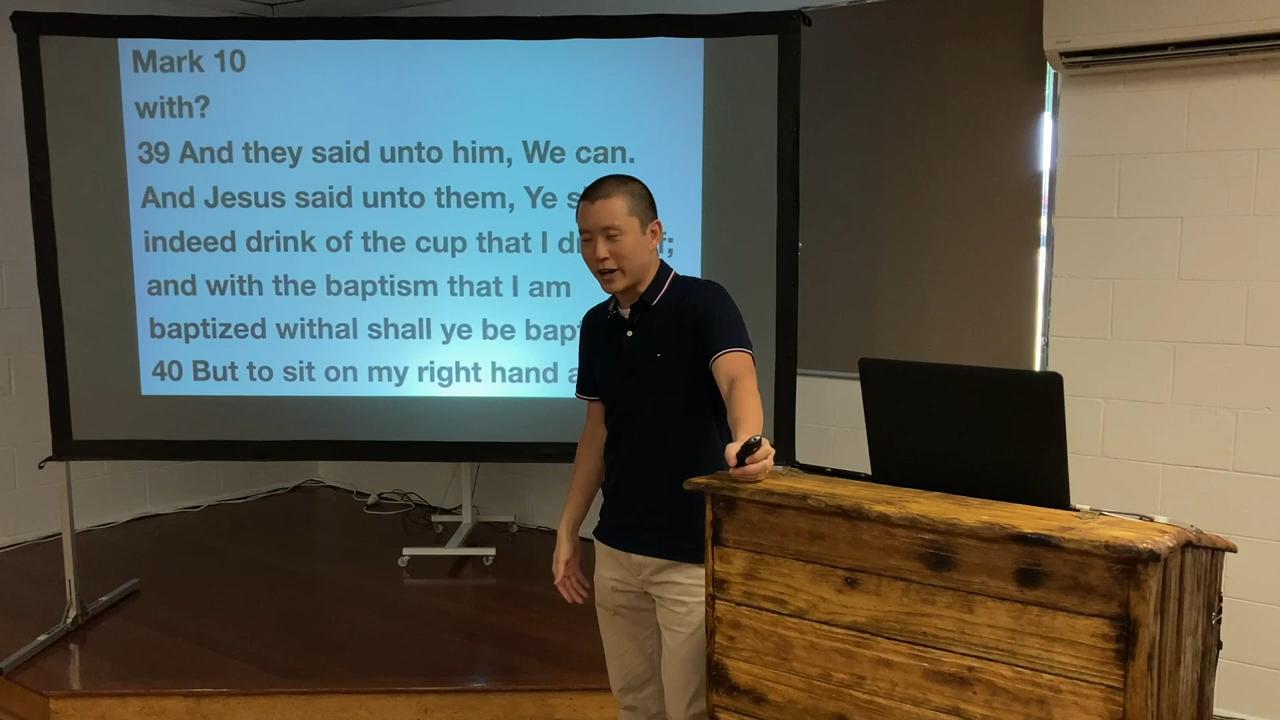 Mark 10
with?
39 And they said unto him, We can.
And Jesus said unto them, Ye
indeed drink of the cup that I
and with the baptism that I am
baptized withal shall ye be
40 But to sit on my right hand